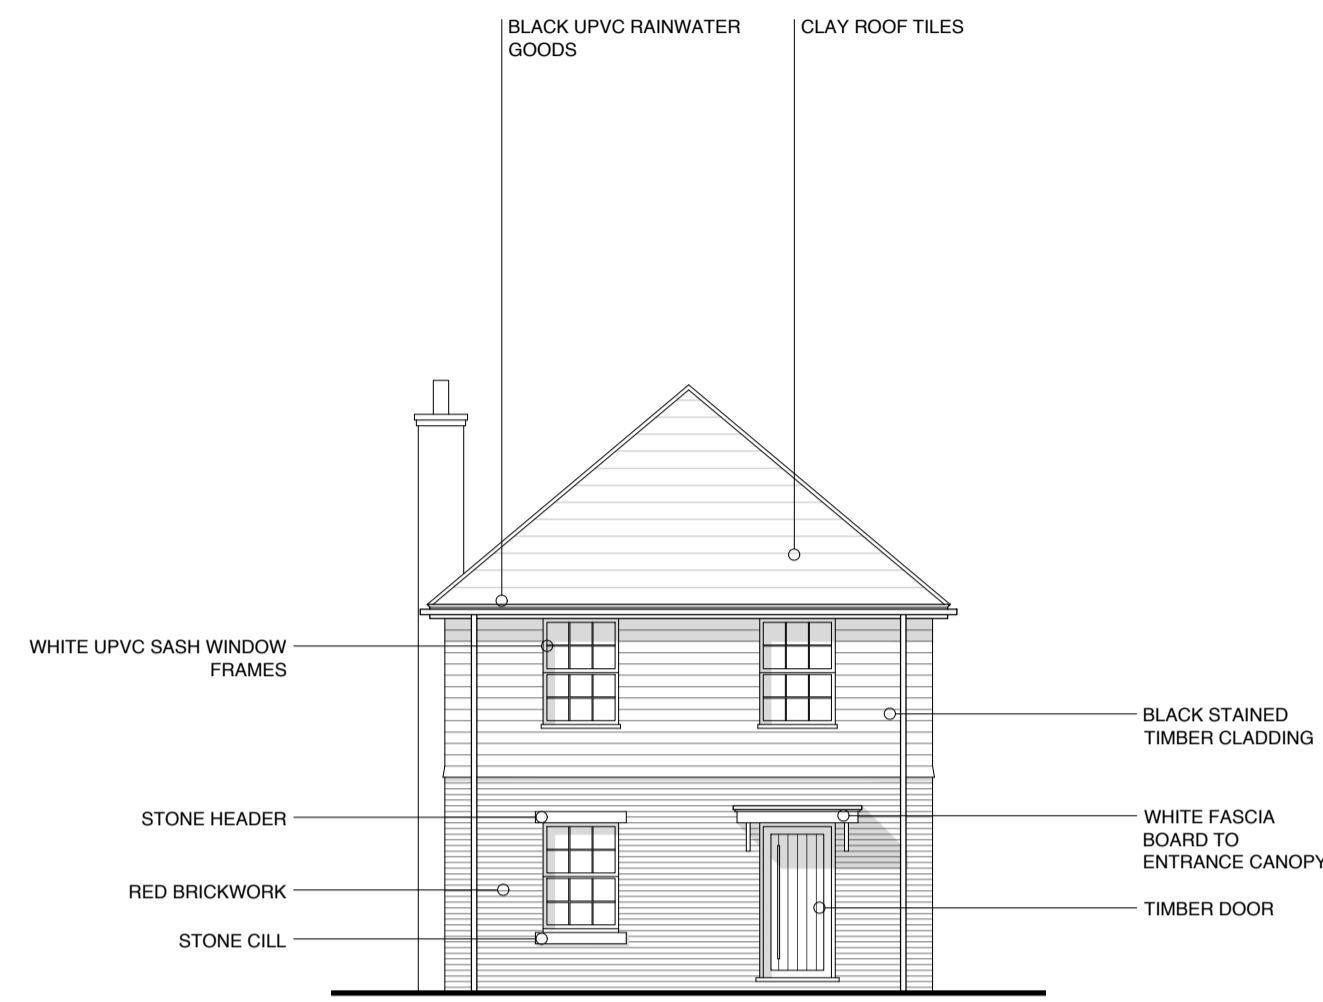 BLACK UPVC RAINWATER
GOODS
CLAY ROOF TILES
WHITE UPVC SASH WINDOW
FRAMES
BLACK STAINED
TIMBER CLADDING
STONE HEADER
WHITE FASCIA
BOARD TO
ENTRANCE CANOPY
RED BRICKWORK
TIMBER DOOR
STONE CILL